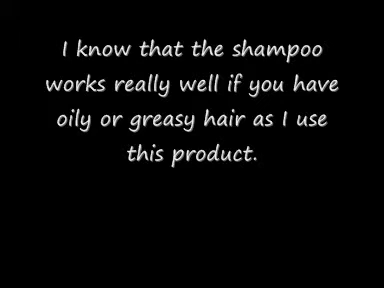 I know that the shampoo
works really well if you have
oily or greasy hair as I use
this product.